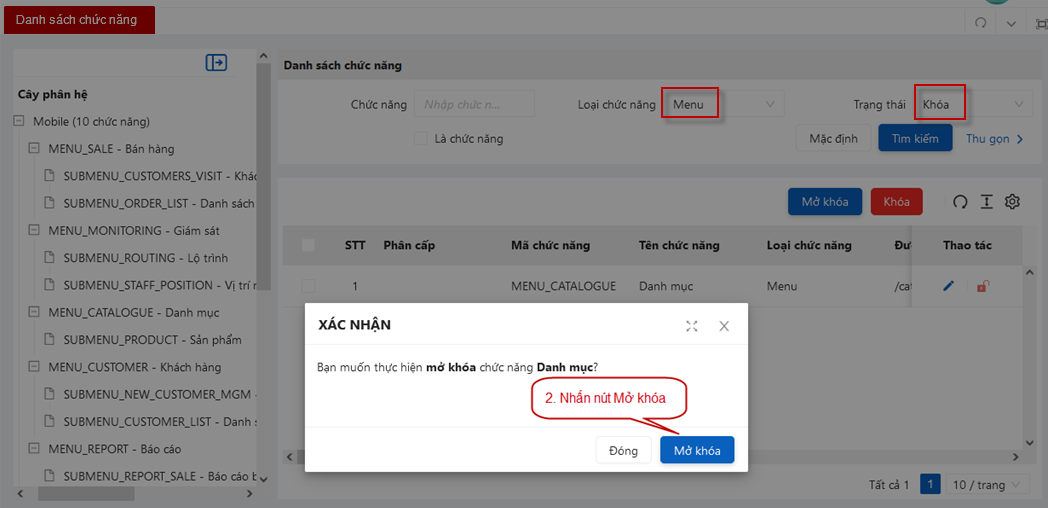 Danh sách chức năng
Cây phân hệ
Mobile (10 chức năng)
MENU_SALE - Bán hàng
SUBMENU_CUSTOMERS_VISIT - Khác
SUBMENU_ORDER_LIST - Danh sách
MENU_MONITORING - Giám sát
SUBMENU_ROUTING - Lộ trình
SUBMENU_STAFF_POSITION - Vị trí
MENU_CATALOGUE - Danh mục
SUBMENU_PRODUCT - Sản phẩm
MENU_CUSTOMER - Khách hàng
SUBMENU_NEW_CUSTOMER_MGM -
SUBMENU_CUSTOMER_LIST - Danh s
MENU_REPORT - Báo cáo
SUBMENU_REPORT_SALE - Báo cáo b
Danh sách chức năng
Chức năng Nhập chức n... Loại chức năng Menu Trạng thái Khóa
Là chức năng Mặc định Tìm kiếm Thu gọn
Mở khóa Khóa
STT Phân cấp Mã chức năng Tên chức năng Loại chức năng Đư Thao tác
1 MENU_CATALOGUE Danh mục Menu /cat
XÁC NHẬN
Bạn muốn thực hiện mở khóa chức năng Danh mục?
2. Nhấn nút Mở khóa
Đóng Mở khóa
Tất cả 1 1 10 / trang